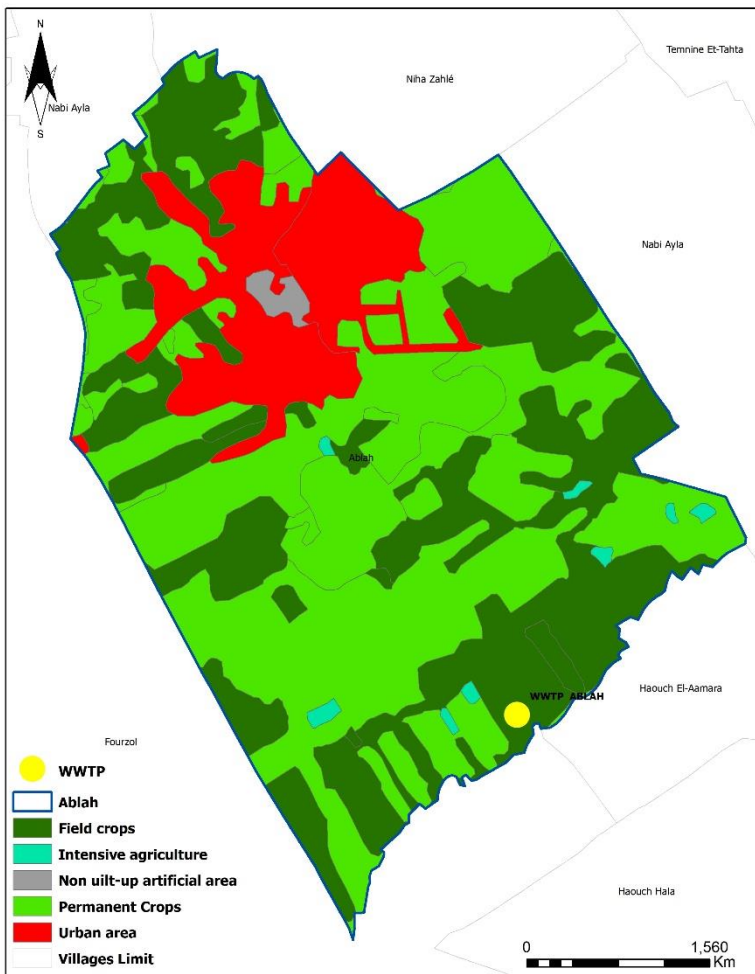 N
S
Temnine Et-Tahta
Niha Zahlé
Nabi Ayla
Nabi Ayla
Ablah
Haouch El-Aamara
WWTP ABLAH
Fourzol
WWTP
Ablah
Field crops
Intensive agriculture
Non uilt-up artificial area
Permanent Crops
Urban area
Villages Limit
Haouch Hala
0 1,560
Km